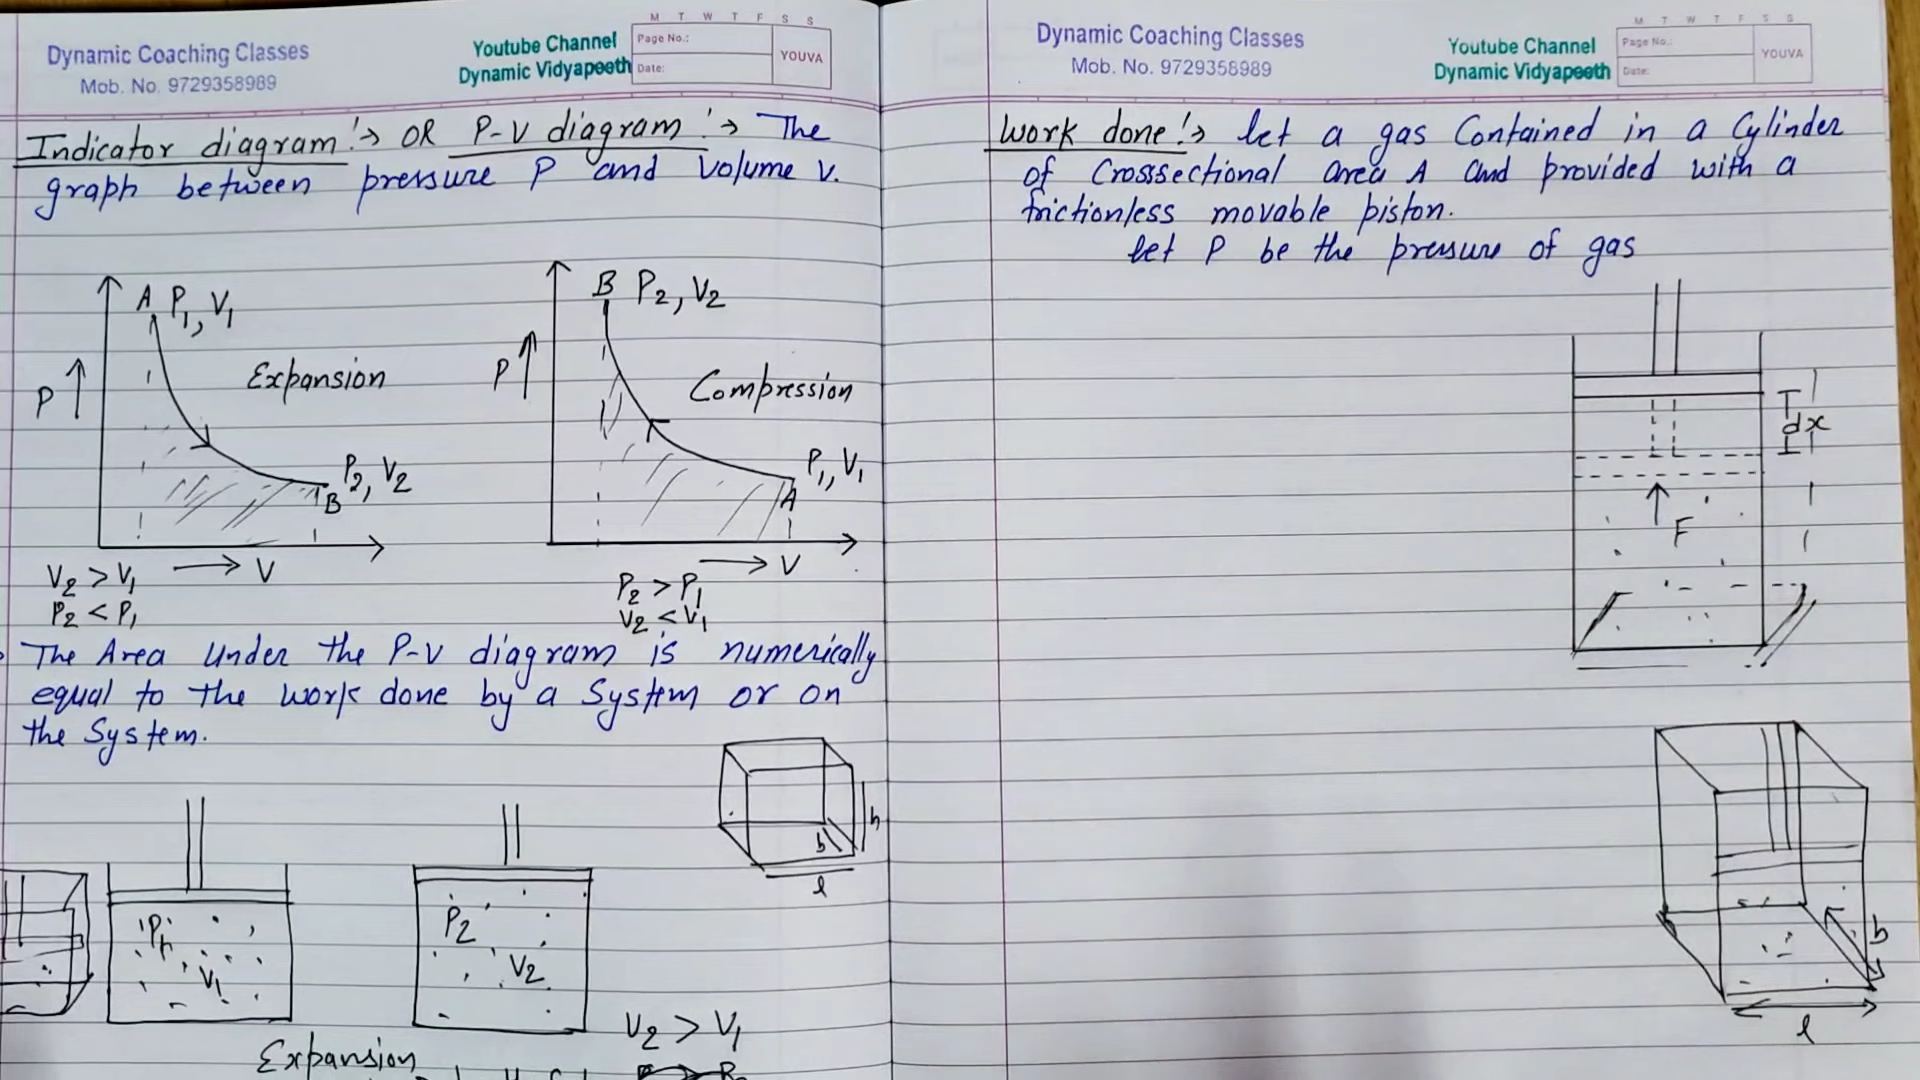 Dynamic Coaching Classes
Mob. No. 9729358989
Youtube Channel
Dynamic Vidyapeeth
M T W T F S S
Page No.:
Date:
YOUVA
Indicator diagram :→ OR P-V diagram :→ The
graph between pressure P and Volume V.
A P₁, V₁
Expansion
P
P₂, V₂
B
V
V₂ > V₁
P₂ < P₁
B P₂, V₂
P
Compression
P₁, V₁
A
V
P₂ > P₁
V₂ < V₁
The Area Under the P-V diagram is numerically
equal to the work done by a System or on
the System.
h
b
l
P₁
V₁
P₂
V₂
V₂ > V₁
Expansion
Dynamic Coaching Classes
Mob. No. 9729358989
Youtube Channel
Dynamic Vidyapeeth
M T W T F S S
Page No.:
Date:
YOUVA
Work done :→ let a gas Contained in a Cylinder
of Crosssectional area A and provided with a
frictionless movable piston.
let P be the pressure of gas
dx
F
b
l